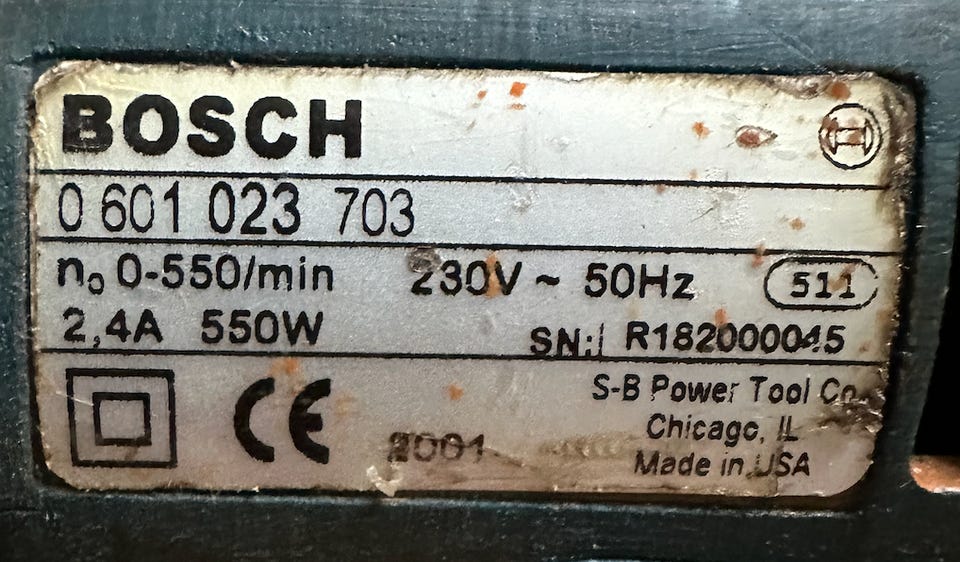 BOSCH
0 601 023 703
n₀ 0-550/min 230V ~ 50Hz 511
2,4A 550W SN: R182000045
CE
S-B Power Tool Co.
Chicago, IL
2001
Made in USA